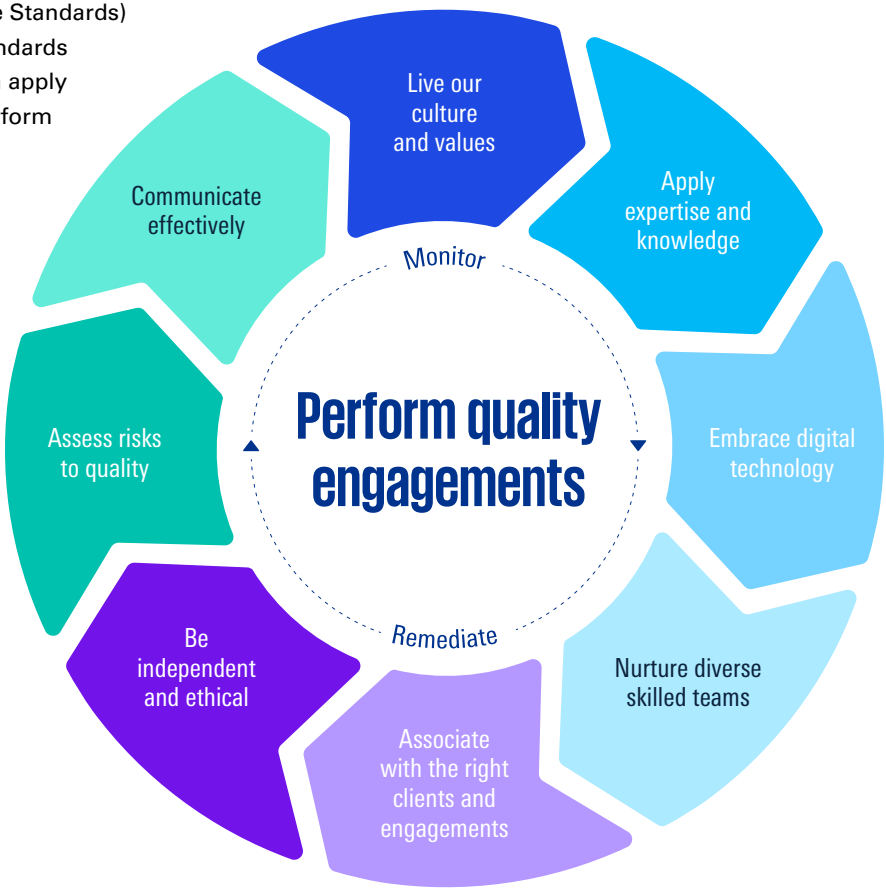 Standards)
apply
form
Live our
culture
and values
Apply
expertise and
knowledge
Embrace digital
technology
Nurture diverse
skilled teams
Associate
with the right
clients and
engagements
Be
independent
and ethical
Assess risks
to quality
Communicate
effectively
Monitor
Perform quality
engagements
Remediate